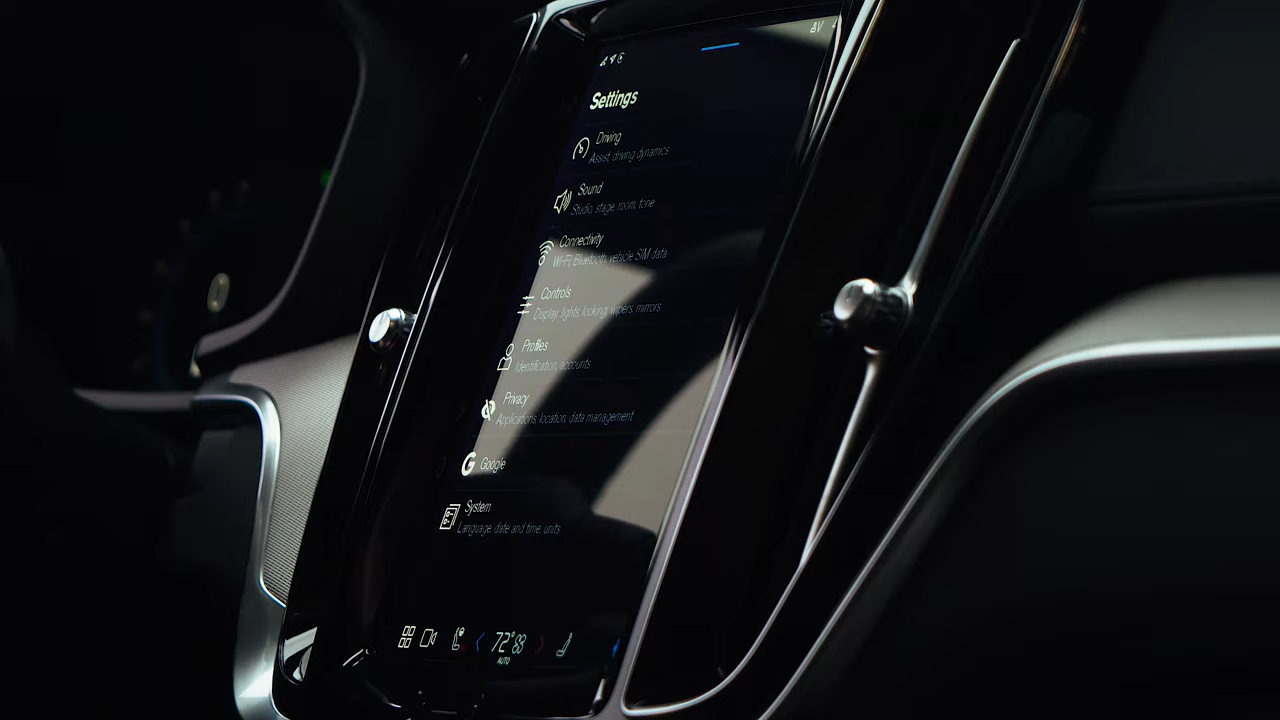 Settings
Driving
Assist, driving dynamics
Sound
Studio, stage, room, tone
Connectivity
Wi-Fi, Bluetooth, vehicle SIM data
Controls
Display, lights, locking, wipers, mirrors
Profiles
Identification, accounts
Privacy
Applications, location, data management
G Google
System
Language, date and time, units
72°
AUTO